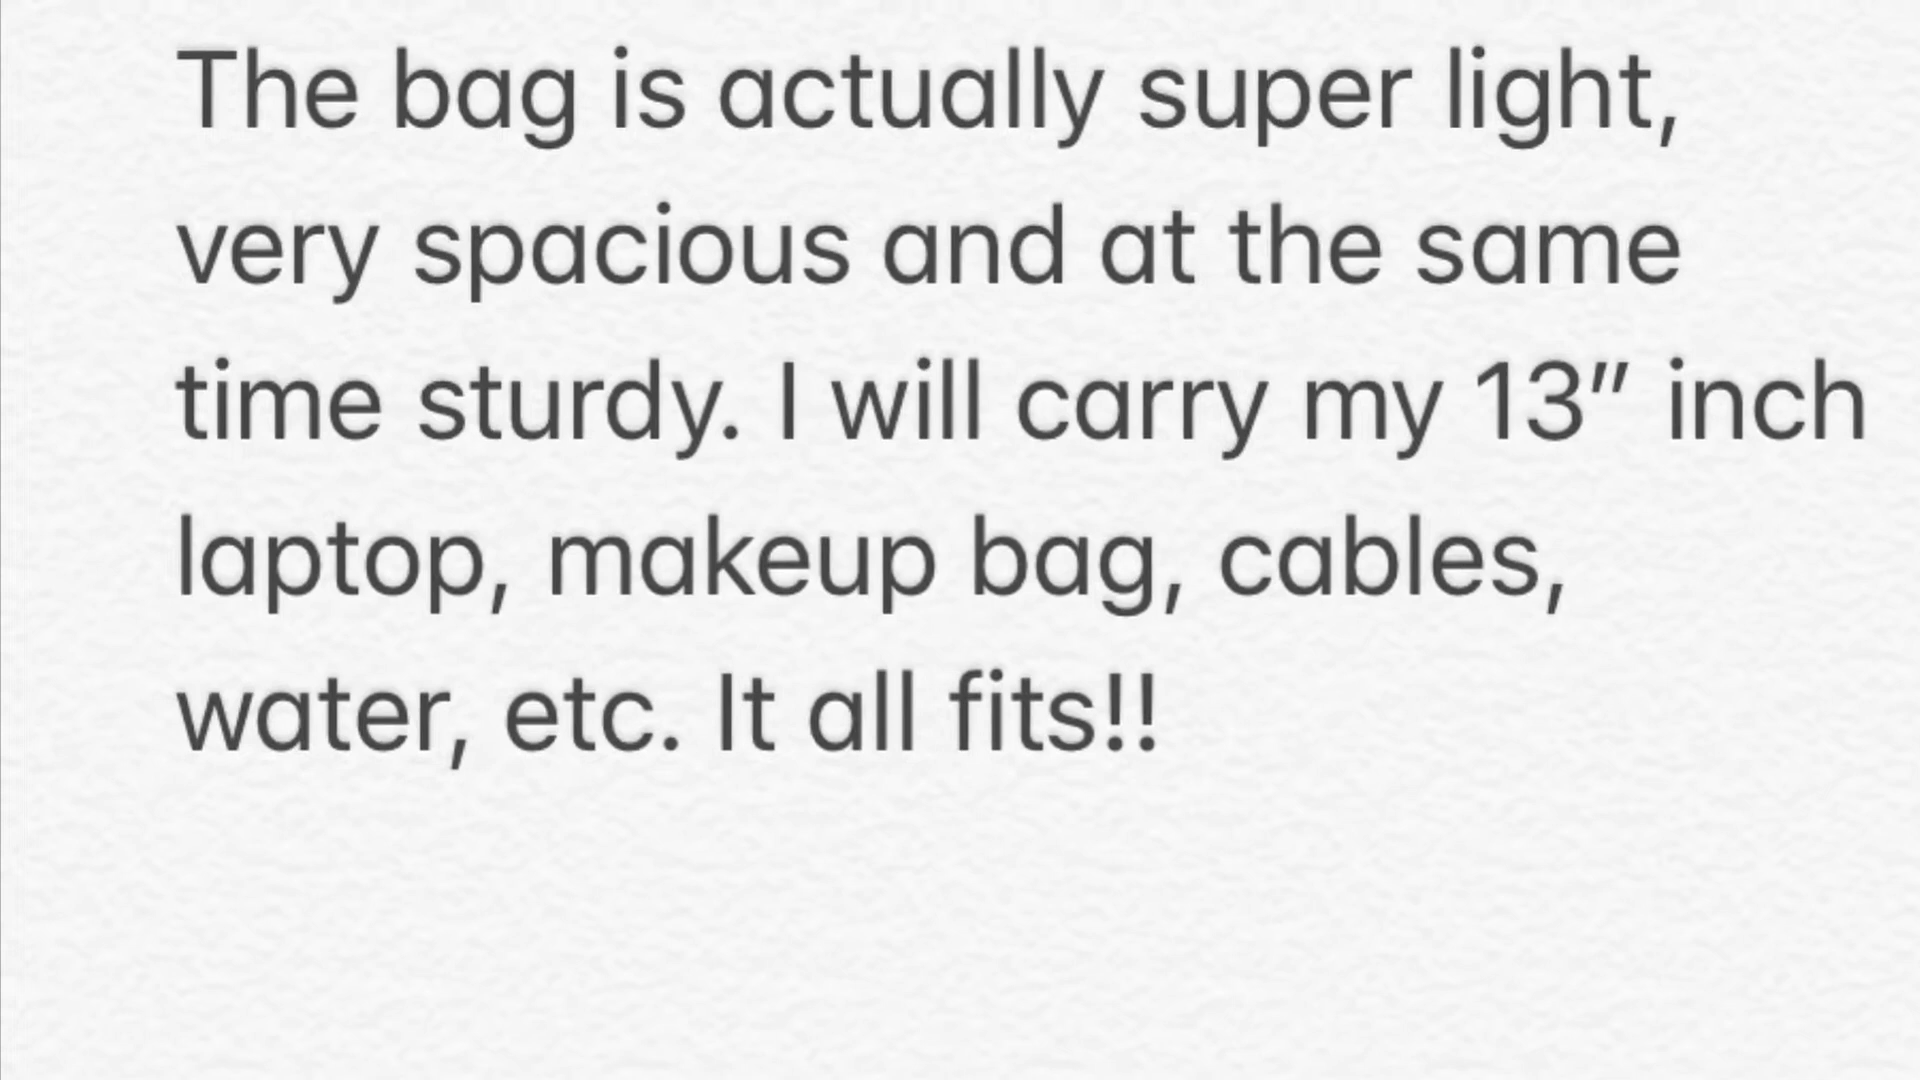 The bag is actually super light,
very spacious and at the same
time sturdy. I will carry my 13” inch
laptop, makeup bag, cables,
water, etc. It all fits!!